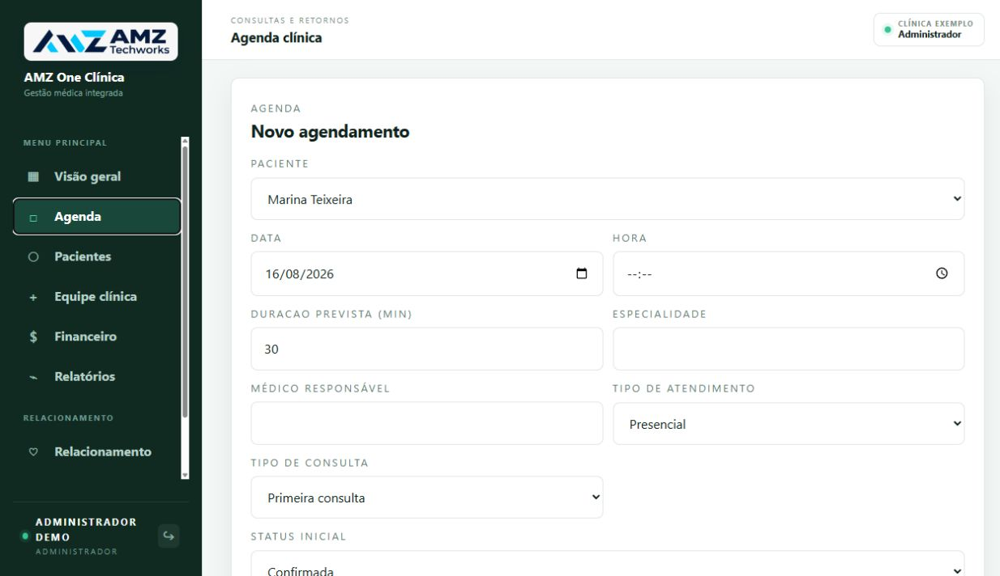 AMZ
Techworks
AMZ One Clínica
Gestão médica integrada
MENU PRINCIPAL
Visão geral
Agenda
Pacientes
+ Equipe clínica
$ Financeiro
Relatórios
RELACIONAMENTO
Relacionamento
ADMINISTRADOR
DEMO
ADMINISTRADOR
CONSULTAS E RETORNOS
Agenda clínica
CLÍNICA EXEMPLO
Administrador
AGENDA
Novo agendamento
PACIENTE
Marina Teixeira
DATA
HORA
16/08/2026
--:--
DURACAO PREVISTA (MIN)
ESPECIALIDADE
30
MÉDICO RESPONSÁVEL
TIPO DE ATENDIMENTO
Presencial
TIPO DE CONSULTA
Primeira consulta
STATUS INICIAL
Confirmada